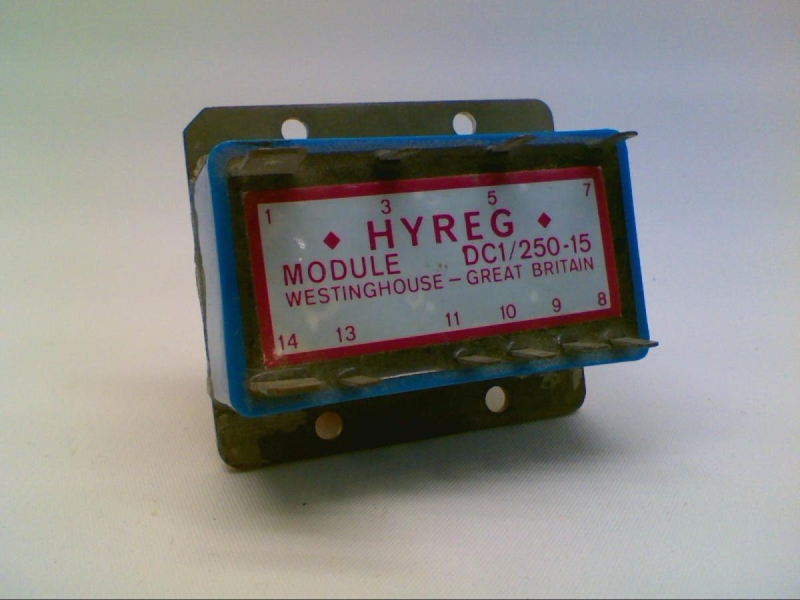 1 3 5 7
◆ HYREG ◆
MODULE DC1/250-15
WESTINGHOUSE — GREAT BRITAIN
14 13 11 10 9 8